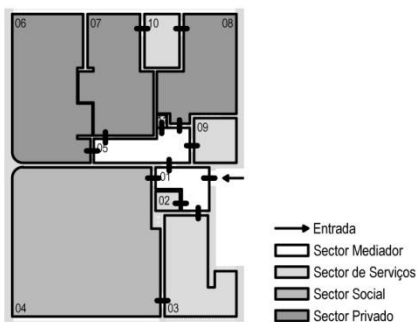 06
07
10
08
09
05
01
02
04
03
Entrada
Sector Mediador
Sector de Serviços
Sector Social
Sector Privado